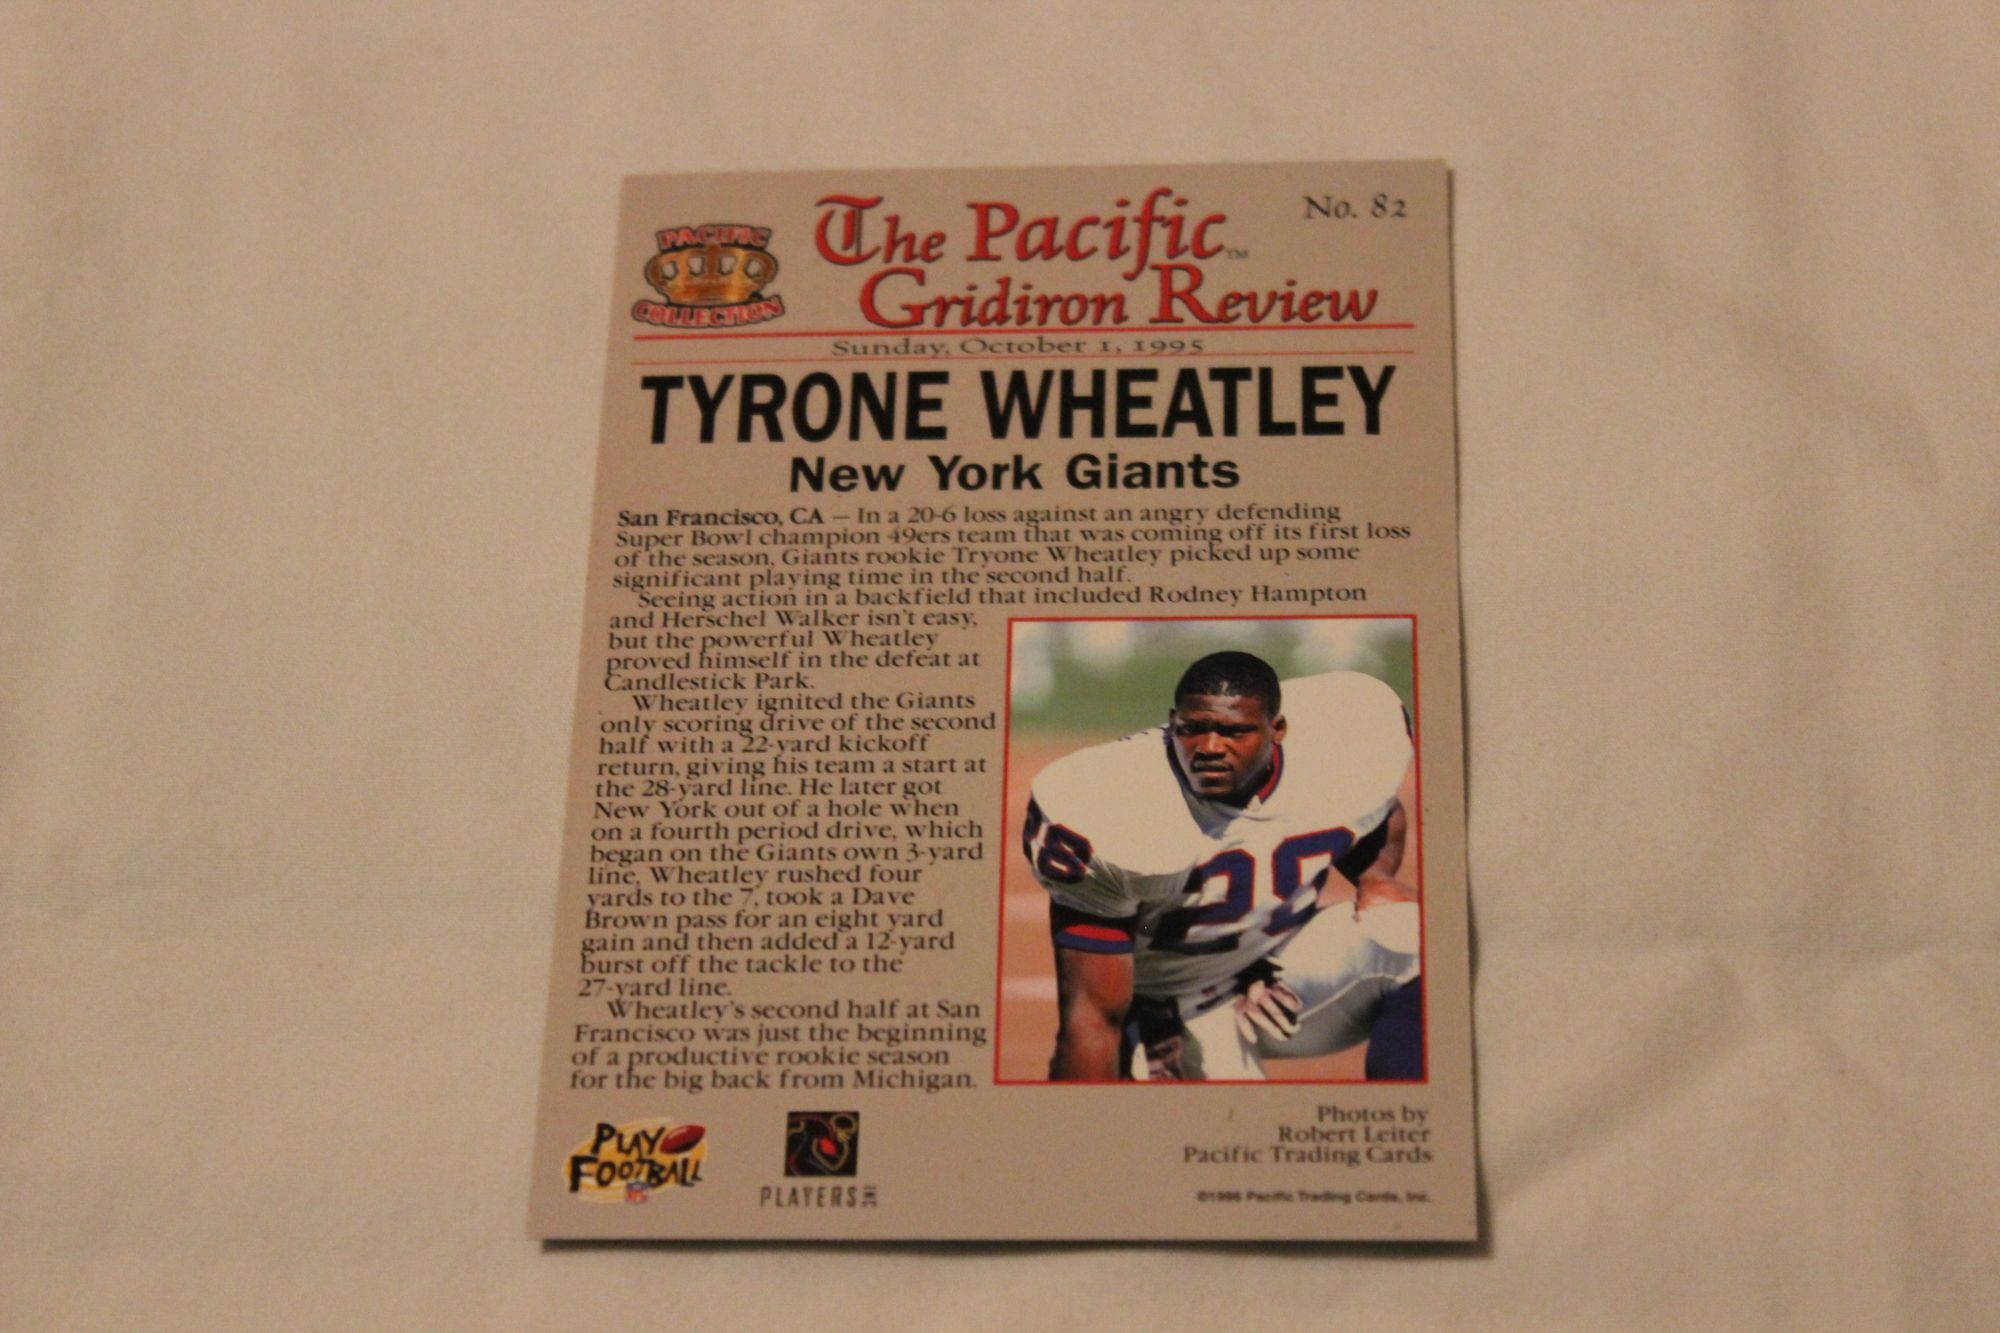 PACIFIC
COLLECTION
The Pacific™
Gridiron Review
No. 82
Sunday, October 1, 1995
TYRONE WHEATLEY
New York Giants
San Francisco, CA — In a 20-6 loss against an angry defending
Super Bowl champion 49ers team that was coming off its first loss
of the season, Giants rookie Tryone Wheatley picked up some
significant playing time in the second half.
Seeing action in a backfield that included Rodney Hampton
and Herschel Walker isn't easy,
but the powerful Wheatley
proved himself in the defeat at
Candlestick Park.
Wheatley ignited the Giants
only scoring drive of the second
half with a 22-yard kickoff
return, giving his team a start at
the 28-yard line. He later got
New York out of a hole when
on a fourth period drive, which
began on the Giants own 3-yard
line, Wheatley rushed four
yards to the 7, took a Dave
Brown pass for an eight yard
gain and then added a 12-yard
burst off the tackle to the
27-yard line.
Wheatley's second half at San
Francisco was just the beginning
of a productive rookie season
for the big back from Michigan.
28
28
PLAY
FOOTBALL
NFL
PLAYERS INC
Photos by
Robert Leiter
Pacific Trading Cards
©1996 Pacific Trading Cards, Inc.